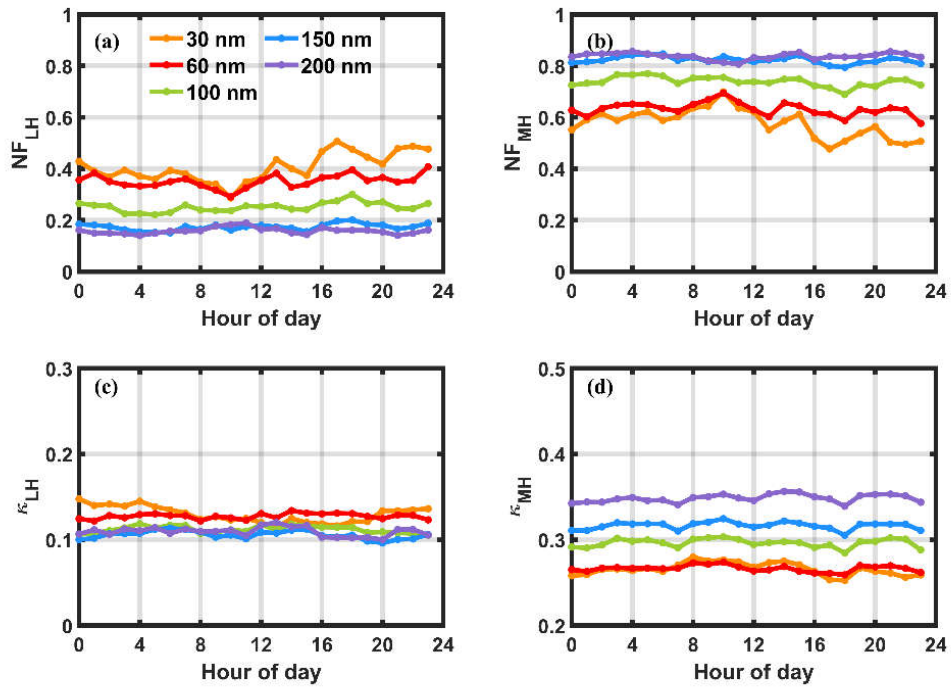 (a)
30 nm 150 nm
60 nm 200 nm
100 nm
NF_LH
1
0.8
0.6
0.4
0.2
0
0 4 8 12 16 20 24
Hour of day
(b)
NF_MH
1
0.8
0.6
0.4
0.2
0
0 4 8 12 16 20 24
Hour of day
(c)
κ_LH
0.3
0.2
0.1
0
0 4 8 12 16 20 24
Hour of day
(d)
κ_MH
0.5
0.4
0.3
0.2
0 4 8 12 16 20 24
Hour of day